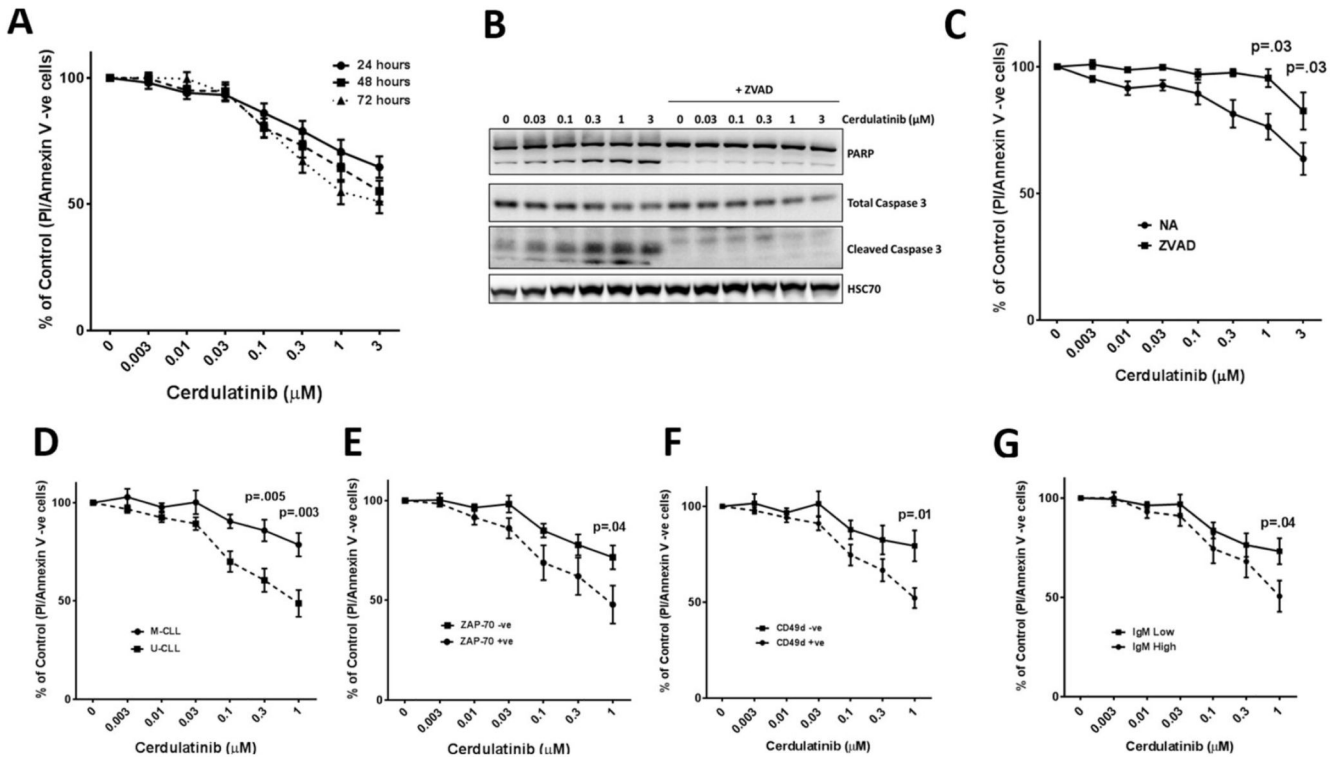 A
% of Control (PI/Annexin V -ve cells)
100
50
0
24 hours
48 hours
72 hours
0 0.003 0.01 0.03 0.1 0.3 1 3
Cerdulatinib (μM)
B
+ ZVAD
0 0.03 0.1 0.3 1 3 0 0.03 0.1 0.3 1 3 Cerdulatinib (μM)
PARP
Total Caspase 3
Cleaved Caspase 3
HSC70
C
% of Control (PI/Annexin V -ve cells)
100
50
0
p=.03
p=.03
NA
ZVAD
0 0.003 0.01 0.03 0.1 0.3 1 3
Cerdulatinib (μM)
D
% of Control (PI/Annexin V -ve cells)
100
50
0
p=.005
p=.003
M-CLL
U-CLL
0 0.003 0.01 0.03 0.1 0.3 1
Cerdulatinib (μM)
E
% of Control (PI/Annexin V -ve cells)
100
50
0
p=.04
ZAP-70 -ve
ZAP-70 +ve
0 0.003 0.01 0.03 0.1 0.3 1
Cerdulatinib (μM)
F
% of Control (PI/Annexin V -ve cells)
100
50
0
p=.01
CD49d -ve
CD49d +ve
0 0.003 0.01 0.03 0.1 0.3 1
Cerdulatinib (μM)
G
% of Control (PI/Annexin V -ve cells)
100
50
0
p=.04
IgM Low
IgM High
0 0.003 0.01 0.03 0.1 0.3 1
Cerdulatinib (μM)